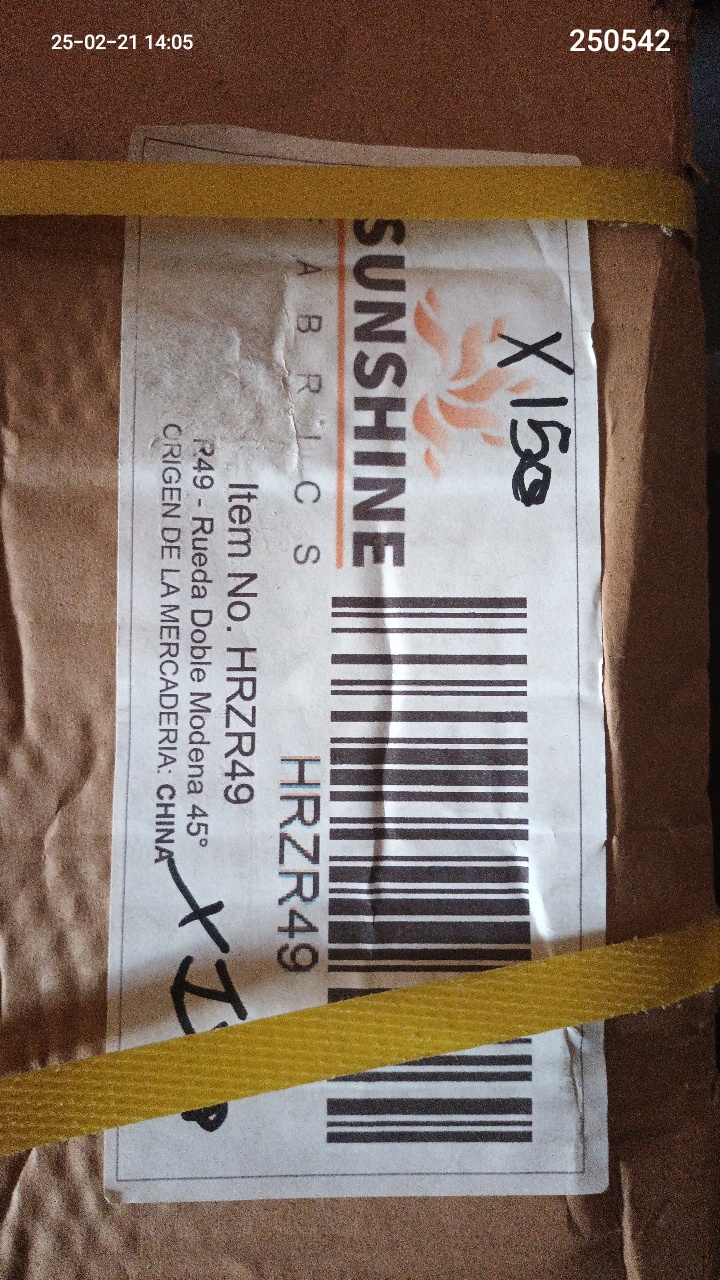 25-02-21 14:05
250542
X 150
SUNSHINE
FABRICS
HRZR49
Item No. HRZR49
R49 - Rueda Doble Modena 45°
ORIGEN DE LA MERCADERIA: CHINA